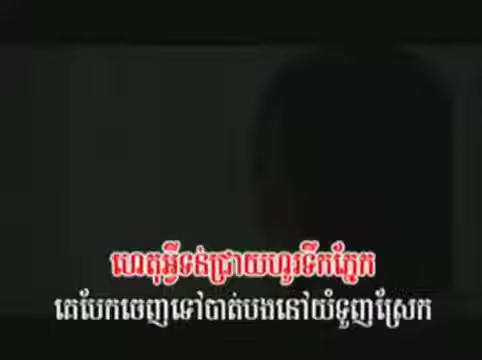 ហេតុអ្វីទន់ជ្រាយហូរទឹកភ្នែក
គេបែកចេញទៅបាត់បងនៅយំទួញស្រែក